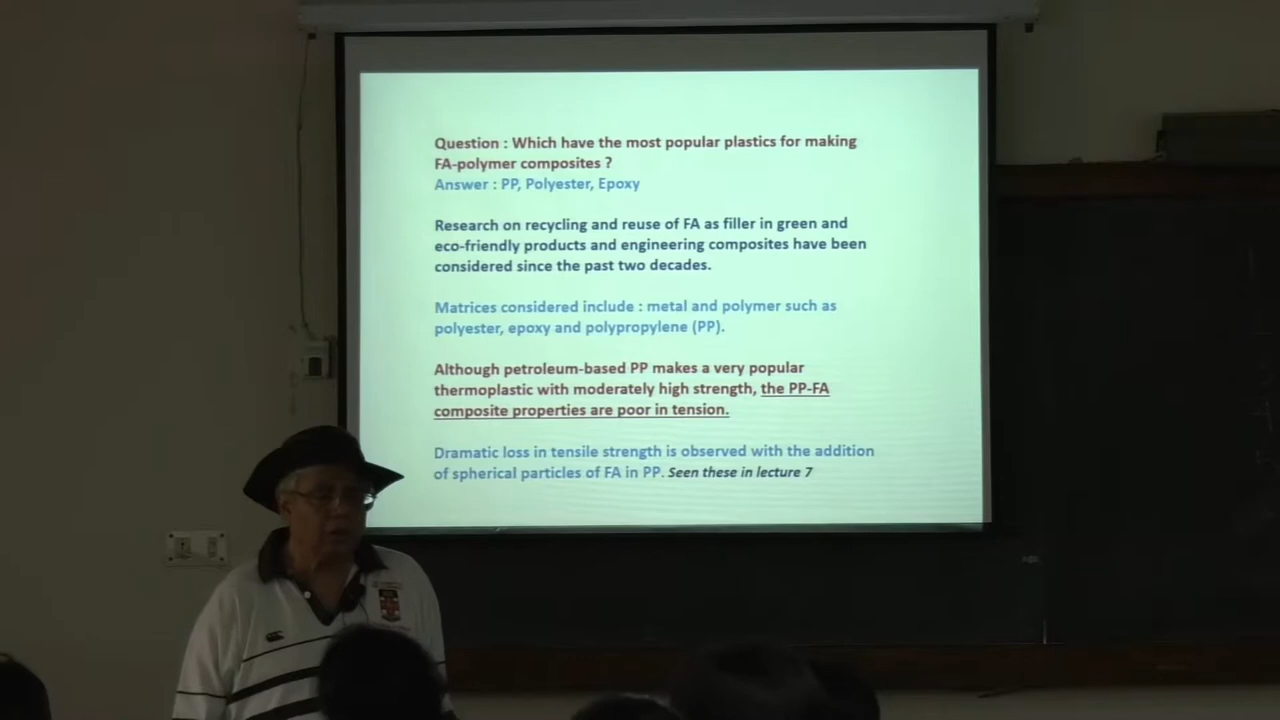 Question : Which have the most popular plastics for making
FA-polymer composites ?
Answer : PP, Polyester, Epoxy
Research on recycling and reuse of FA as filler in green and
eco-friendly products and engineering composites have been
considered since the past two decades.
Matrices considered include : metal and polymer such as
polyester, epoxy and polypropylene (PP).
Although petroleum-based PP makes a very popular
thermoplastic with moderately high strength, the PP-FA
composite properties are poor in tension.
Dramatic loss in tensile strength is observed with the addition
of spherical particles of FA in PP. Seen these in lecture 7